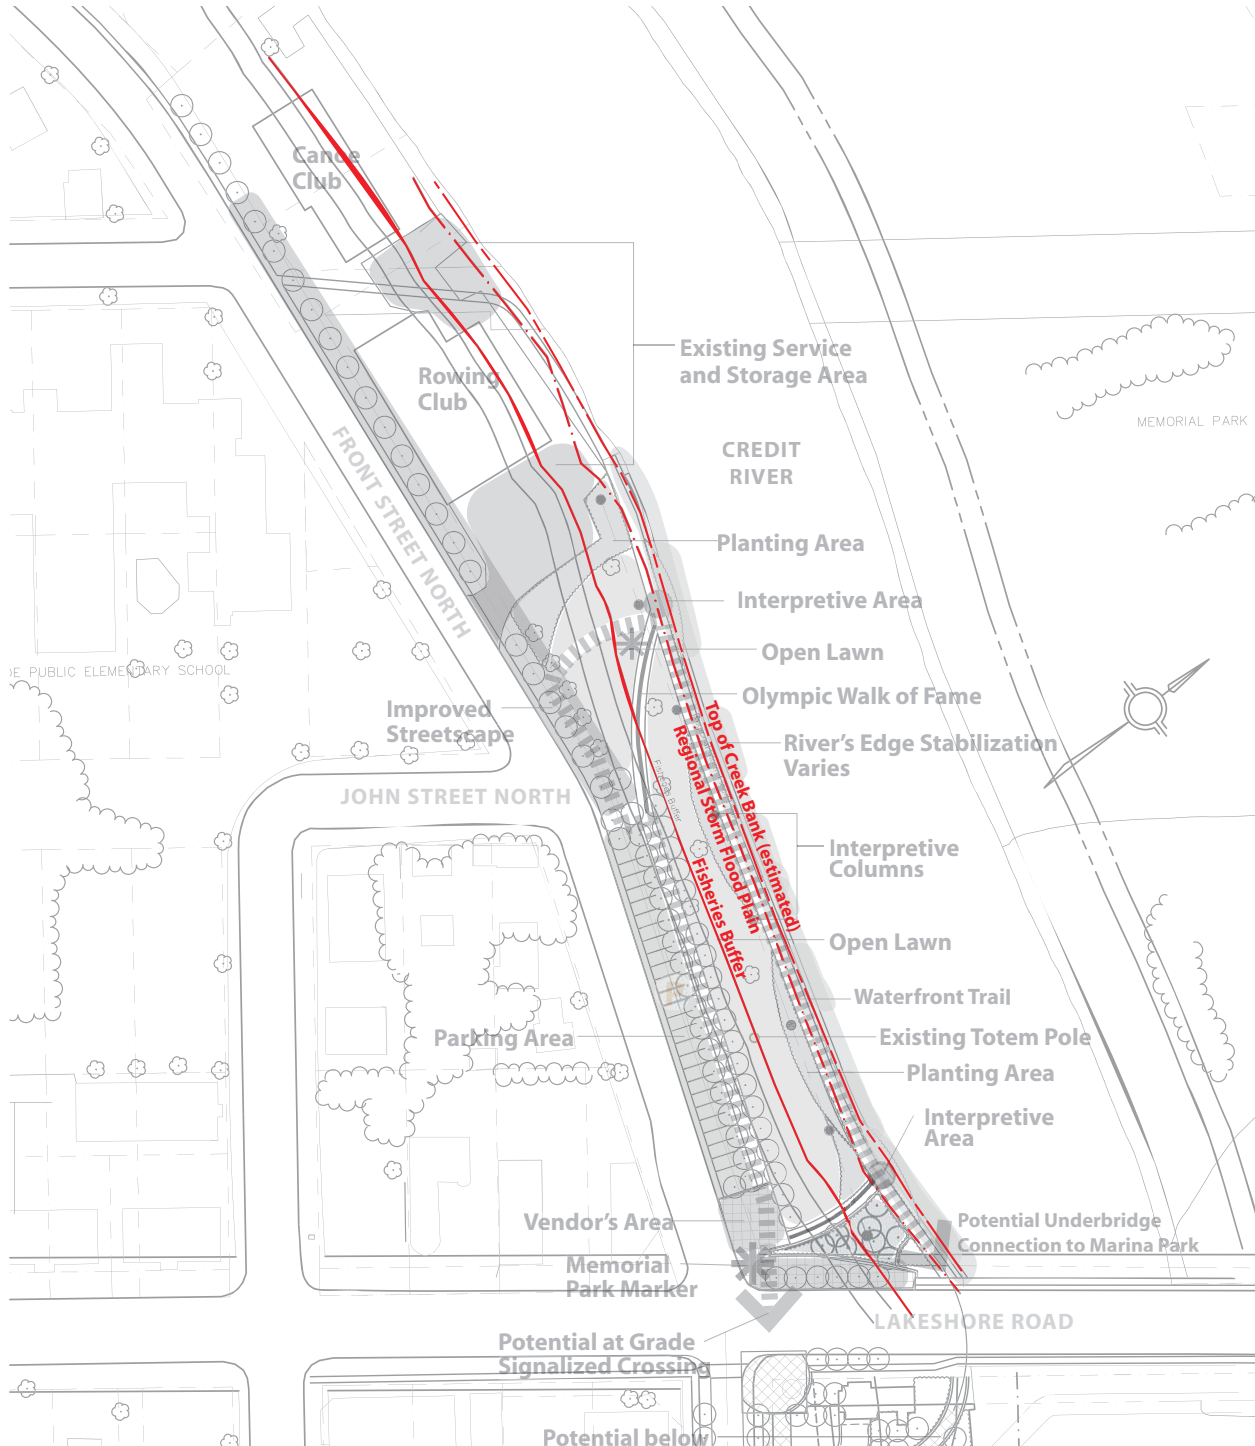 Canoe
Club
Existing Service
and Storage Area
Rowing
Club
MEMORIAL PARK
CREDIT
RIVER
FRONT STREET NORTH
Planting Area
Interpretive Area
Open Lawn
PUBLIC ELEMENTARY SCHOOL
Olympic Walk of Fame
Improved
Streetscape
River's Edge Stabilization
Varies
Top of Creek Bank (estimated)
Regional Storm Flood Plain
Fisheries Buffer
Fisheries Buffer
JOHN STREET NORTH
Interpretive
Columns
Open Lawn
Waterfront Trail
Parking Area
Existing Totem Pole
Planting Area
Interpretive
Area
Vendor's Area
Potential Underbridge
Connection to Marina Park
Memorial
Park Marker
LAKESHORE ROAD
Potential at Grade
Signalized Crossing
Potential below